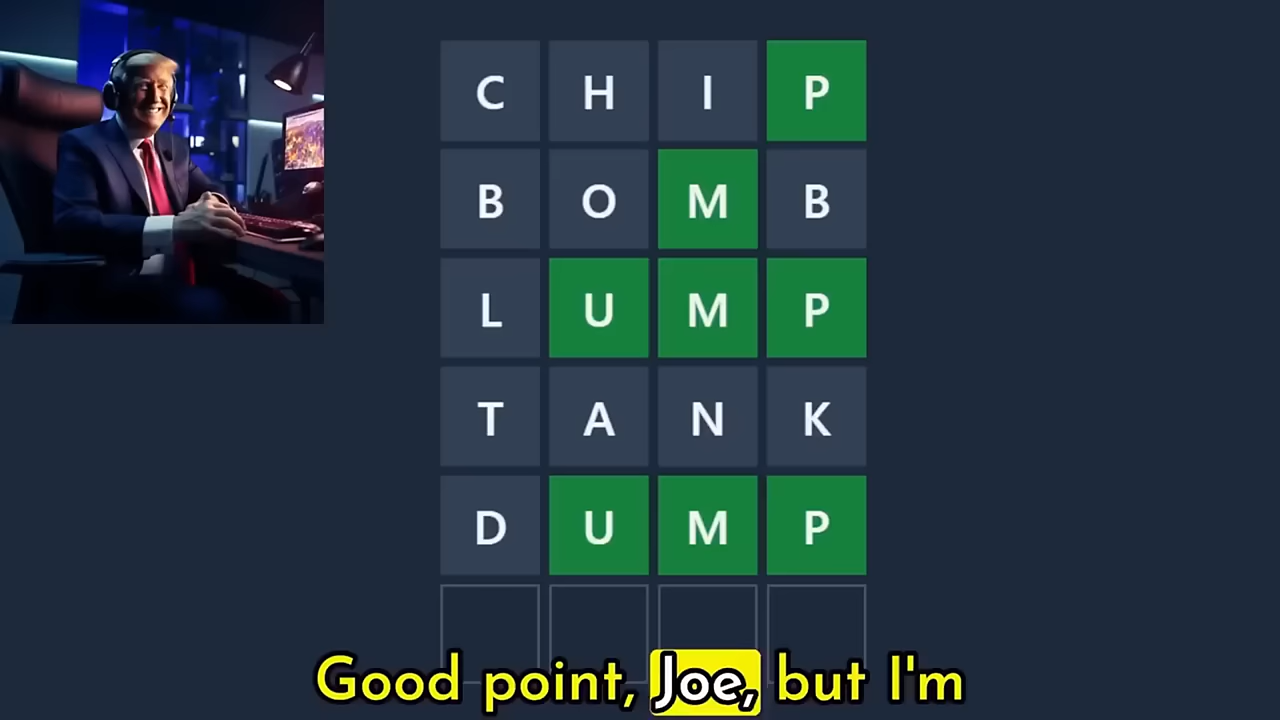 CHIP
BOMB
LUMP
TANK
DUMP
Good point, Joe, but I'm